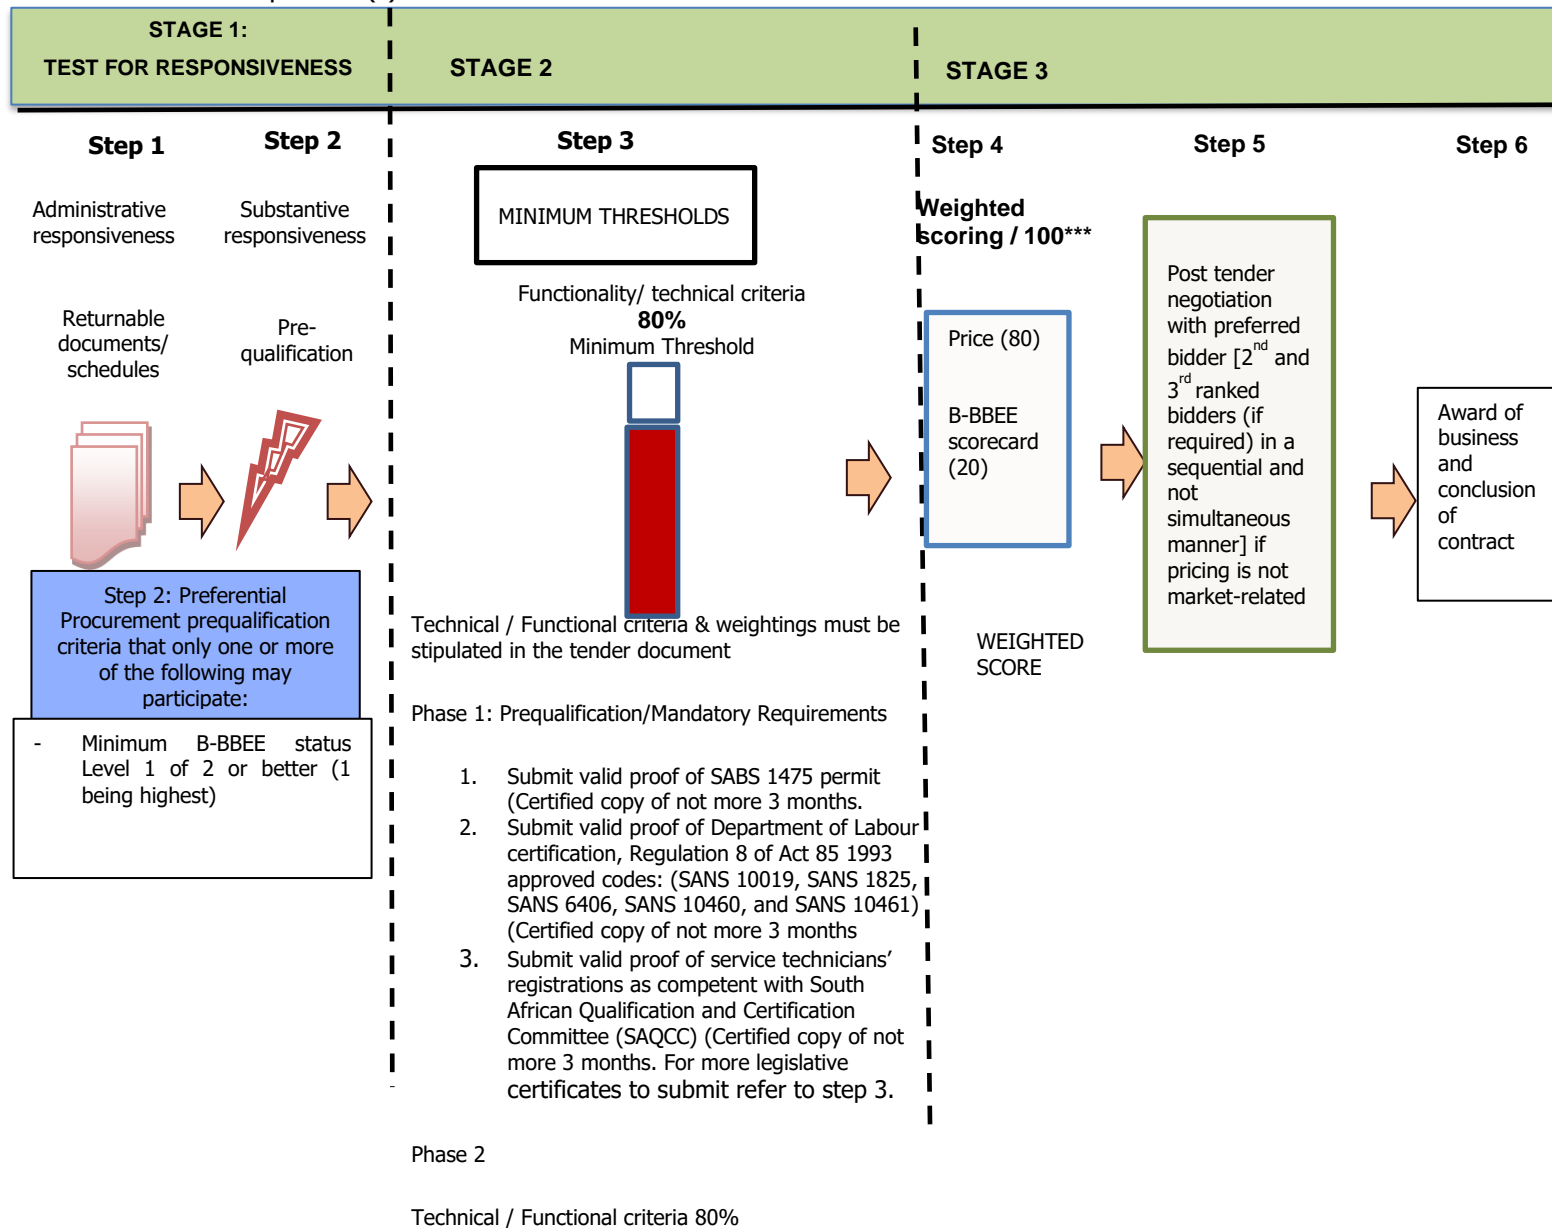 STAGE 1:
TEST FOR RESPONSIVENESS
STAGE 2
STAGE 3
Step 1
Administrative
responsiveness
Returnable
documents/
schedules
Step 2
Substantive
responsiveness
Pre-
qualification
Step 2: Preferential
Procurement prequalification
criteria that only one or more
of the following may
participate:
- Minimum B-BBEE status
Level 1 of 2 or better (1
being highest)
Step 3
MINIMUM THRESHOLDS
Functionality/ technical criteria
80%
Minimum Threshold
Technical / Functional criteria & weightings must be
stipulated in the tender document
Phase 1: Prequalification/Mandatory Requirements
1. Submit valid proof of SABS 1475 permit
(Certified copy of not more 3 months.
2. Submit valid proof of Department of Labour
certification, Regulation 8 of Act 85 1993
approved codes: (SANS 10019, SANS 1825,
SANS 6406, SANS 10460, and SANS 10461)
(Certified copy of not more 3 months
3. Submit valid proof of service technicians’
registrations as competent with South
African Qualification and Certification
Committee (SAQCC) (Certified copy of not
more 3 months. For more legislative
certificates to submit refer to step 3.
Phase 2
Technical / Functional criteria 80%
Step 4
Weighted
scoring / 100***
Price (80)
B-BBEE
scorecard
(20)
WEIGHTED
SCORE
Step 5
Post tender
negotiation
with preferred
bidder [2nd and
3rd ranked
bidders (if
required) in a
sequential and
not
simultaneous
manner] if
pricing is not
market-related
Step 6
Award of
business
and
conclusion
of
contract